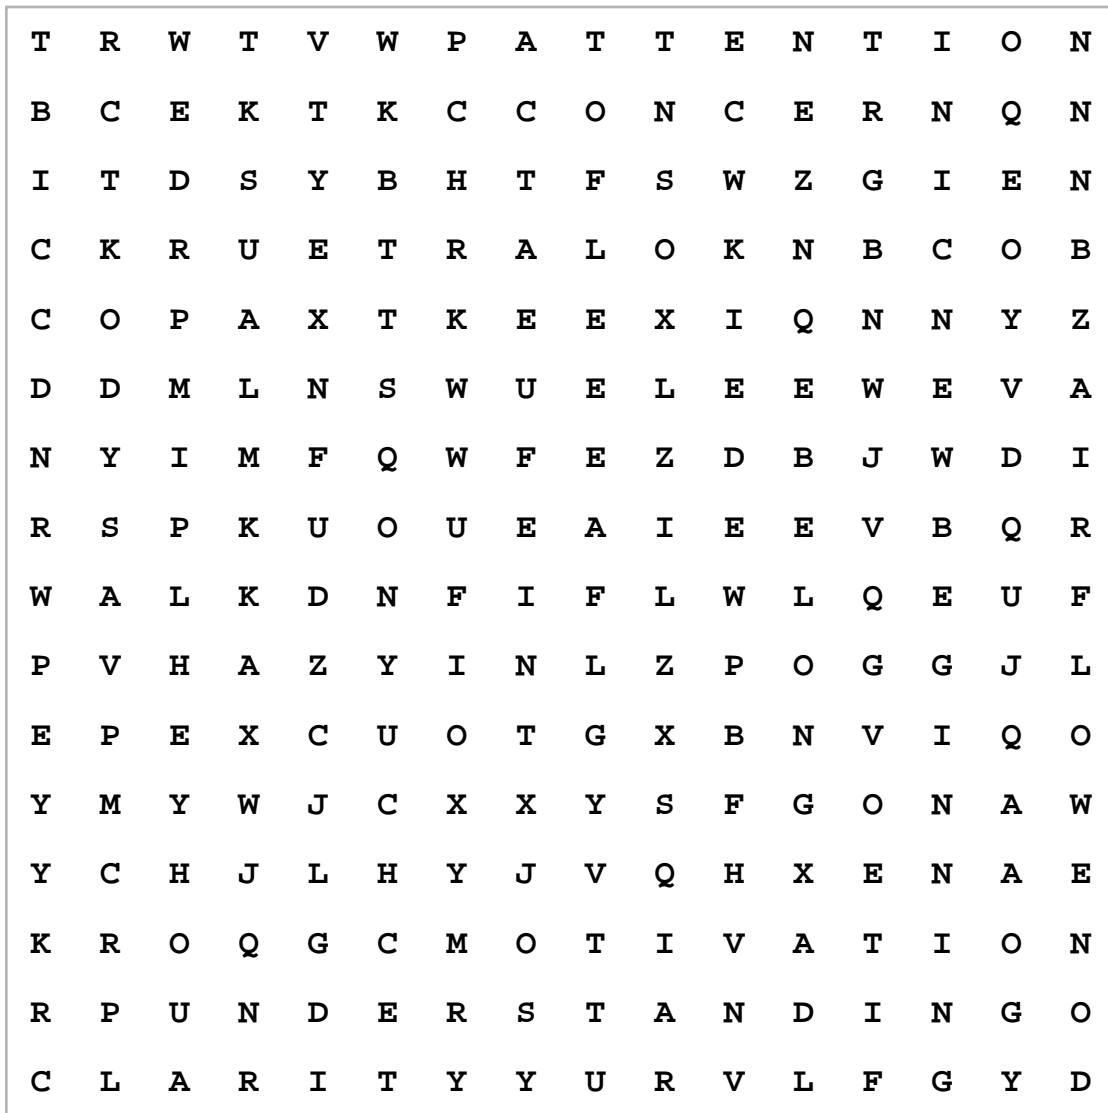 T R W T V W P A T T E N T I O N
B C E K T K C C O N C E R N Q N
I T D S Y B H T F S W Z G I E N
C K R U E T R A L O K N B C O B
C O P A X T K E E X I Q N N Y Z
D D M L N S W U E L E E W E V A
N Y I M F Q W F E Z D B J W D I
R S P K U O U E A I E E V B Q R
W A L K D N F I F L W L Q E U F
P V H A Z Y I N L Z P O G G J L
E P E X C U O T G X B N V I Q O
Y M Y W J C X X Y S F G O N A W
Y C H J L H Y J V Q H X E N A E
K R O Q G C M O T I V A T I O N
R P U N D E R S T A N D I N G O
C L A R I T Y Y U R V L F G Y D